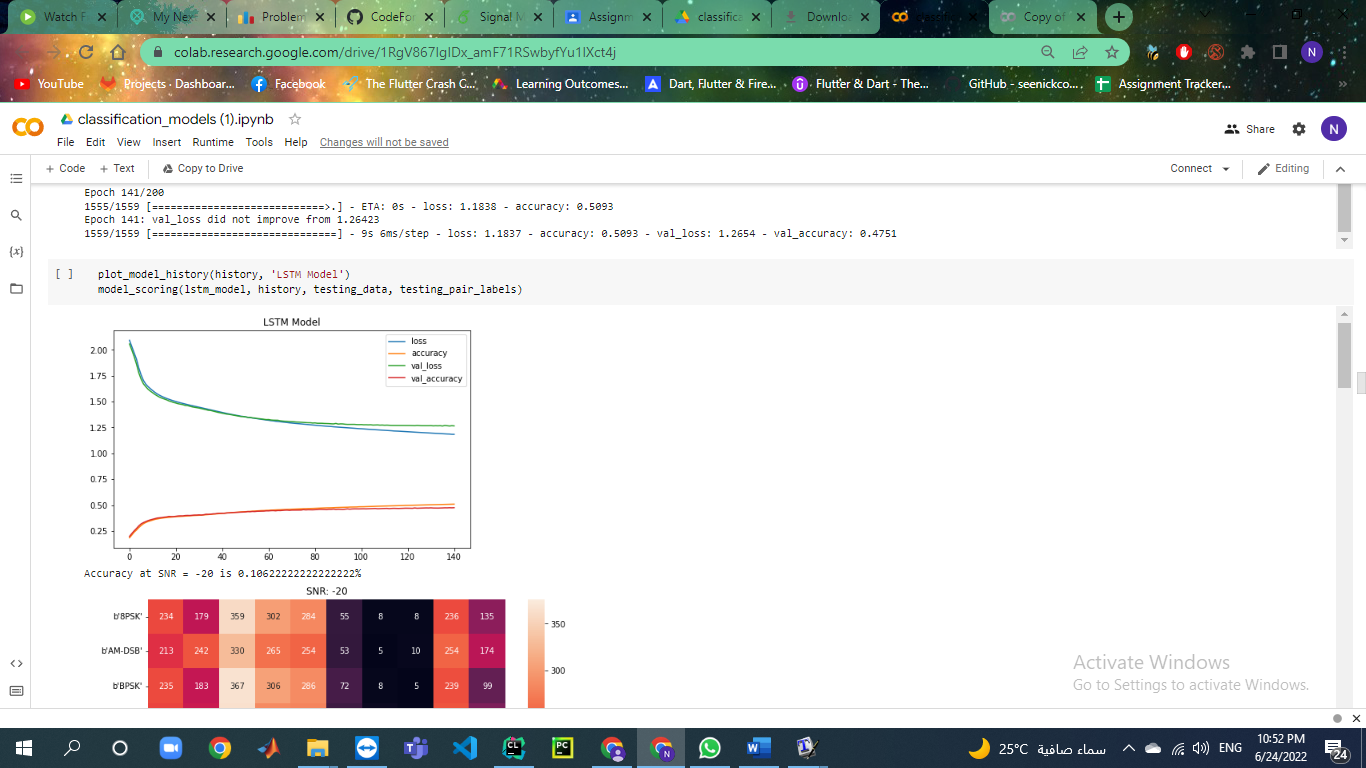 Watch F
My Nex
Problem
CodeFor
Signal M
Assignm
classifica
Downloa
Copy of
colab.research.google.com/drive/1RgV867IgIDx_amF71RSwbyfYu1IXct4j
N
YouTube
Projects · Dashboar...
Facebook
The Flutter Crash C...
Learning Outcomes...
Dart, Flutter & Fire...
Flutter & Dart - The...
GitHub - seenickco...
Assignment Tracker...
»
classification_models (1).ipynb
Share
N
File Edit View Insert Runtime Tools Help Changes will not be saved
+ Code + Text Copy to Drive
Connect
Editing
Epoch 141/200
1555/1559 [============================>.] - ETA: 0s - loss: 1.1838 - accuracy: 0.5093
Epoch 141: val_loss did not improve from 1.26423
1559/1559 [==============================] - 9s 6ms/step - loss: 1.1837 - accuracy: 0.5093 - val_loss: 1.2654 - val_accuracy: 0.4751
[ ] plot_model_history(history, 'LSTM Model')
model_scoring(lstm_model, history, testing_data, testing_pair_labels)
LSTM Model
loss
accuracy
val_loss
val_accuracy
2.00
1.75
1.50
1.25
1.00
0.75
0.50
0.25
0 20 40 60 80 100 120 140
Accuracy at SNR = -20 is 0.10622222222222222%
SNR: -20
b'8PSK' 234 179 359 302 284 55 8 8 236 135
b'AM-DSB' 213 242 330 265 254 53 5 10 254 174
b'BPSK' 235 183 367 306 286 72 8 5 239 99
350
300
{x}
<>
Activate Windows
Go to Settings to activate Windows.
25°C سماء صافية
ENG
10:52 PM
6/24/2022
24